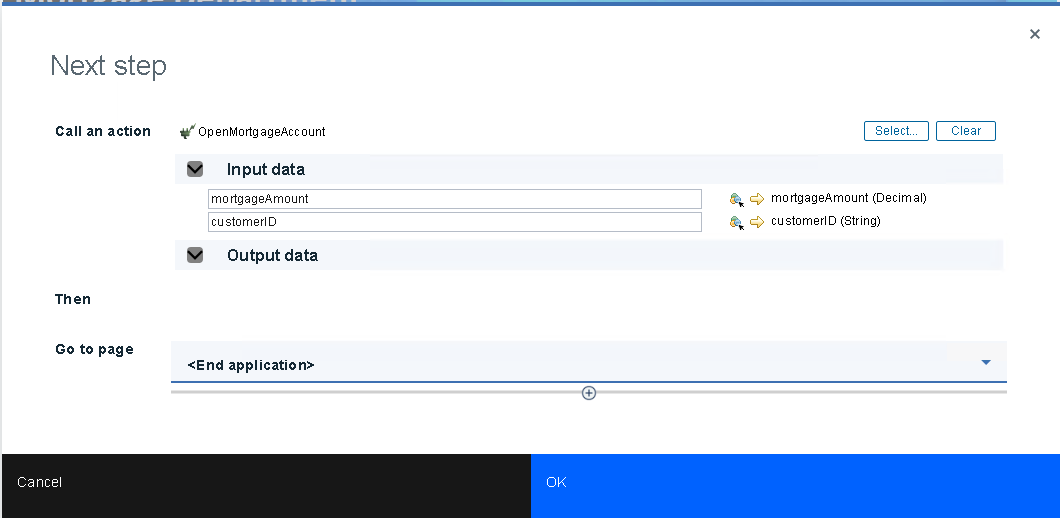 Next step
Call an action
OpenMortgageAccount
Select...
Clear
Input data
mortgageAmount
mortgageAmount (Decimal)
customerID
customerID (String)
Output data
Then
Go to page
<End application>
Cancel
OK